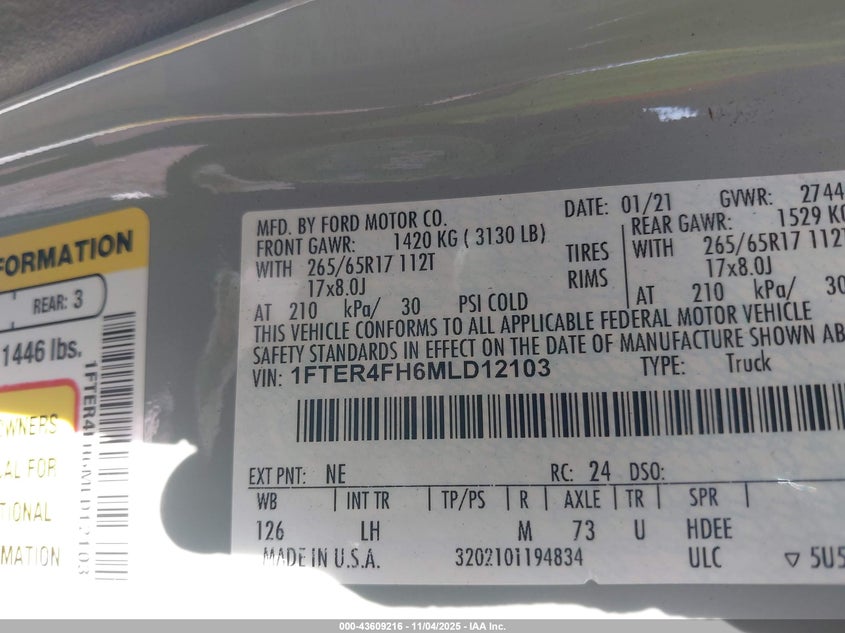 FORMATION
REAR: 3
1446 lbs.
1FTER4FH6MLD12103
WNERS
AL FOR
TIONAL
MATION
MFD. BY FORD MOTOR CO.
DATE: 01/21 GVWR: 2744
FRONT GAWR: 1420 KG ( 3130 LB) REAR GAWR: 1529 KG
WITH 265/65R17 112T TIRES WITH 265/65R17 112T
17x8.0J RIMS 17x8.0J
AT 210 kPa/ 30 PSI COLD AT 210 kPa/ 30
THIS VEHICLE CONFORMS TO ALL APPLICABLE FEDERAL MOTOR VEHICLE
SAFETY STANDARDS IN EFFECT ON THE DATE OF MANUFACTURE SHOWN AB
VIN: 1FTER4FH6MLD12103 TYPE: Truck
EXT PNT: NE RC: 24 DSO:
WB INT TR TP/PS R AXLE TR SPR
126 LH M 73 U HDEE
MADE IN U.S.A. 3202101194834 ULC ▽ 5U5
000-43609216 - 11/04/2025 - IAA Inc.